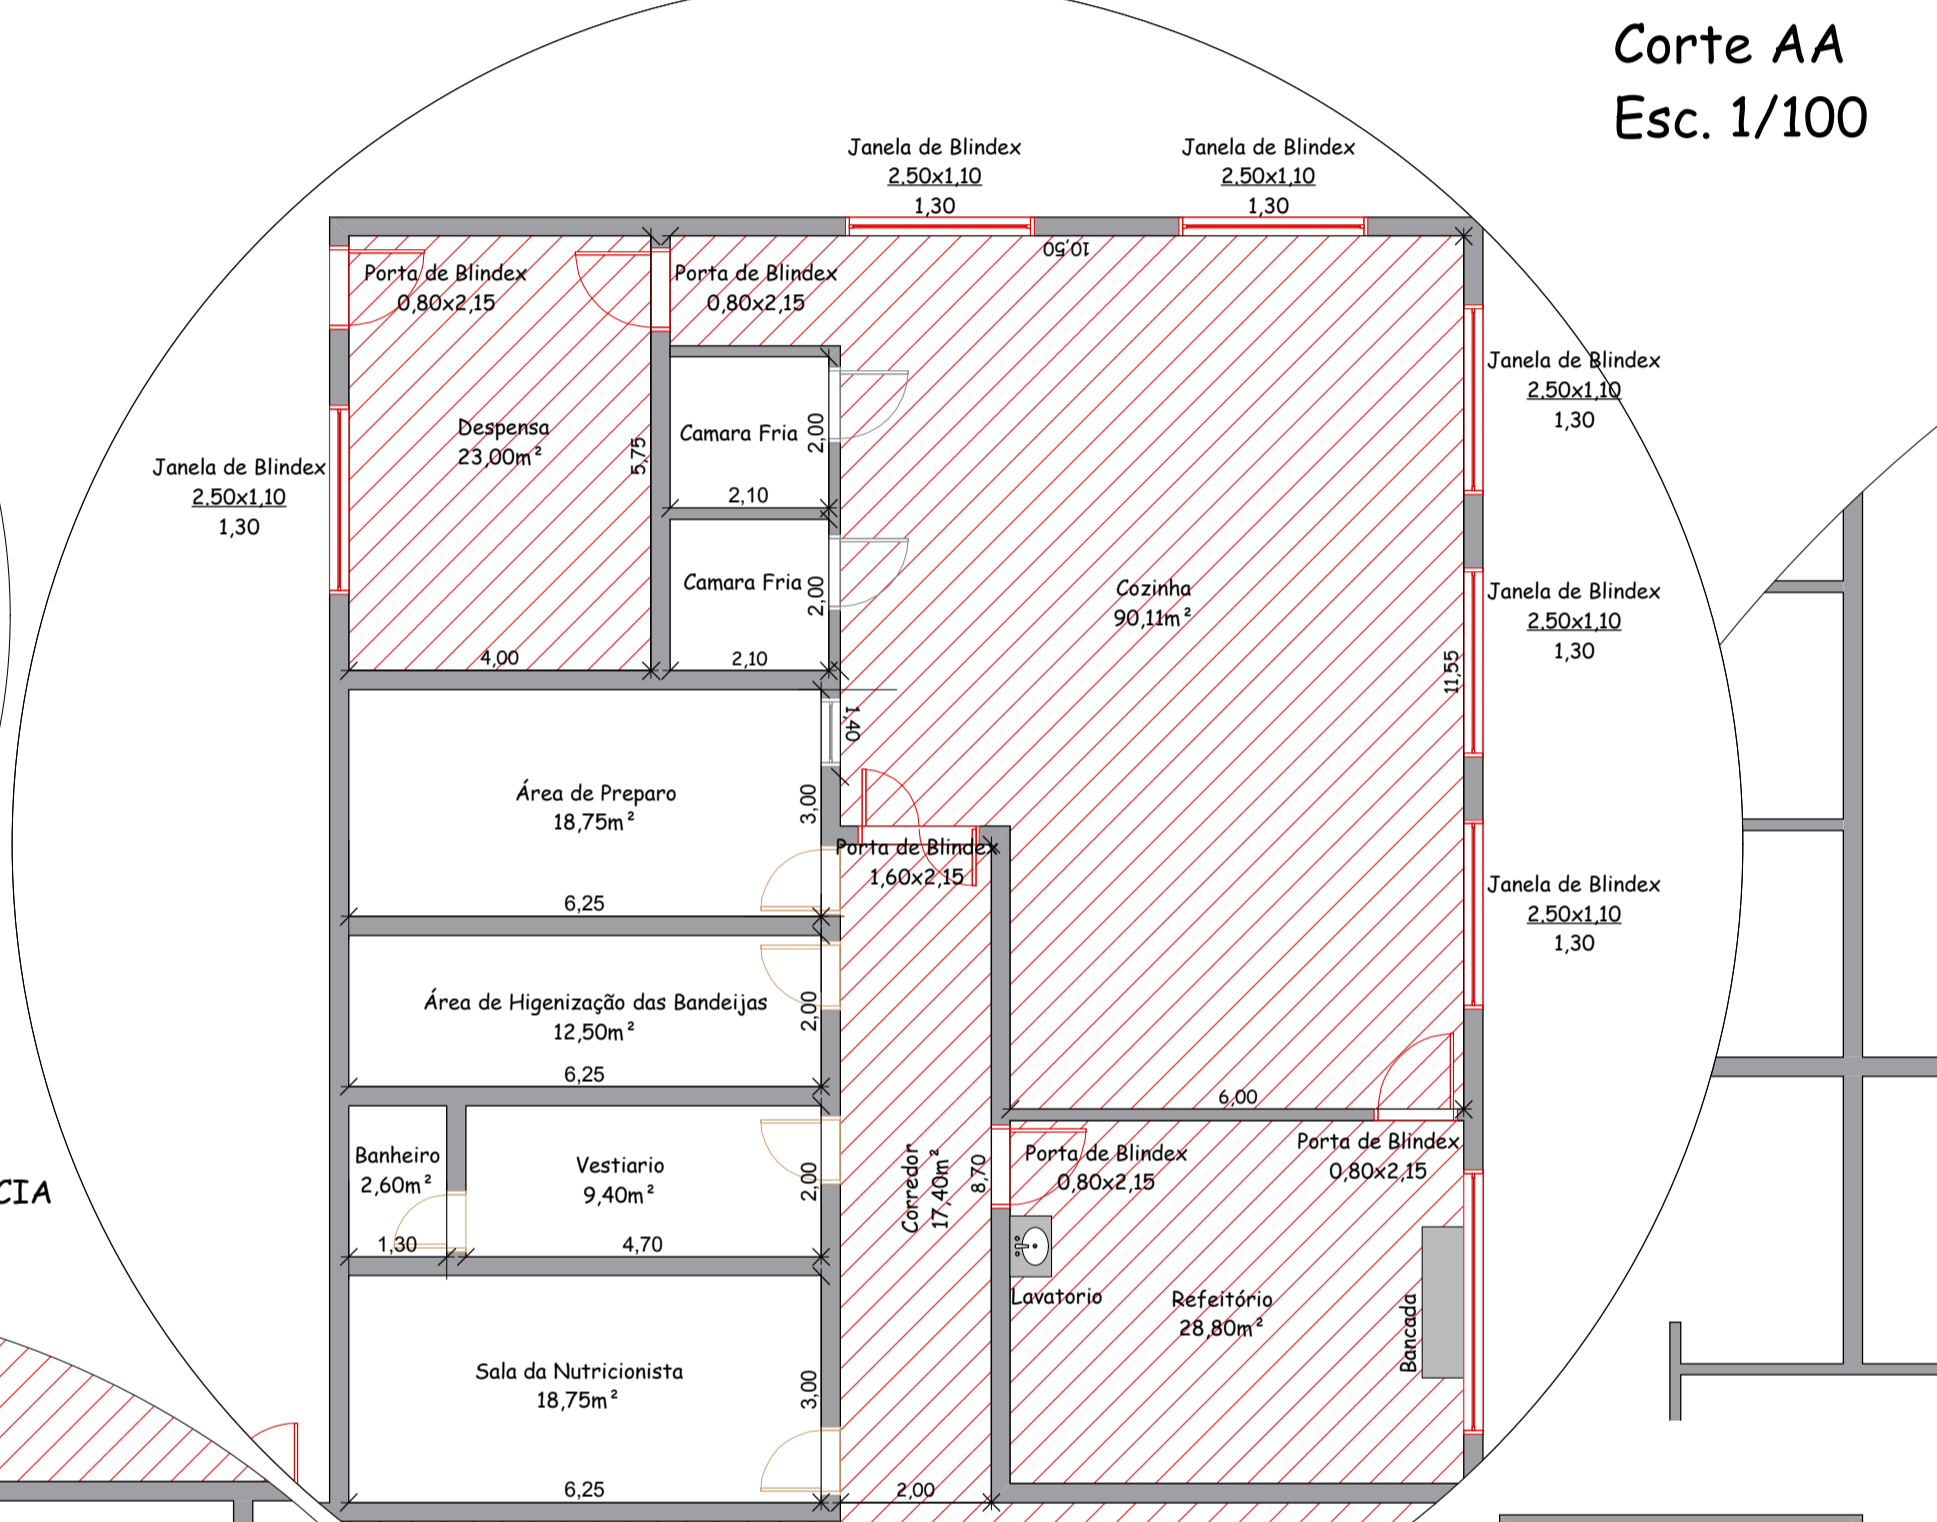 Corte AA
Esc. 1/100
Janela de Blindex
2.50x1,10
1,30
Janela de Blindex
2.50x1,10
1,30
10,50
Porta de Blindex
0,80x2,15
Porta de Blindex
0,80x2,15
Janela de Blindex
2.50x1,10
1,30
Despensa
23,00m²
5,75
Camara Fria
2,00
2,10
Janela de Blindex
2.50x1,10
1,30
Camara Fria
2,00
2,10
4,00
Cozinha
90,11m²
11,55
Janela de Blindex
2.50x1,10
1,30
1,40
Área de Preparo
18,75m²
3,00
6,25
Porta de Blindex
1,60x2,15
Janela de Blindex
2.50x1,10
1,30
Área de Higenização das Bandeijas
12,50m²
2,00
6,25
6,00
Banheiro
2,60m²
1,30
Vestiario
9,40m²
2,00
4,70
Corredor
17,40m²
8,70
Porta de Blindex
0,80x2,15
Porta de Blindex
0,80x2,15
CIA
Lavatorio
Refeitório
28,80m²
Bancada
Sala da Nutricionista
18,75m²
3,00
6,25
2,00